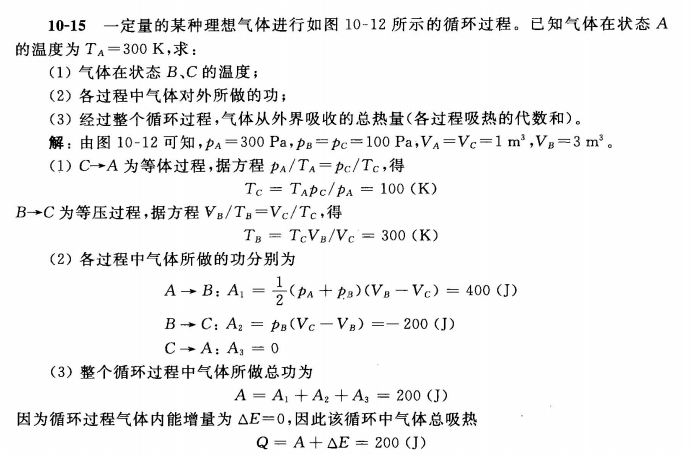 10-15 一定量的某种理想气体进行如图 10-12 所示的循环过程。已知气体在状态 A
的温度为 T_A=300 K,求:
(1) 气体在状态 B、C 的温度;
(2) 各过程中气体对外所做的功;
(3) 经过整个循环过程,气体从外界吸收的总热量(各过程吸热的代数和)。
解:由图 10-12 可知,p_A=300 Pa,p_B=p_C=100 Pa,V_A=V_C=1 m³,V_B=3 m³。
(1) C→A 为等体过程,据方程 p_A/T_A=p_C/T_C,得
T_C = T_A p_C/p_A = 100 (K)
B→C 为等压过程,据方程 V_B/T_B=V_C/T_C,得
T_B = T_C V_B/V_C = 300 (K)
(2) 各过程中气体所做的功分别为
A→B: A₁ = 1/2 (p_A + p_B)(V_B − V_C) = 400 (J)
B→C: A₂ = p_B(V_C − V_B) = −200 (J)
C→A: A₃ = 0
(3) 整个循环过程中气体所做总功为
A = A₁ + A₂ + A₃ = 200 (J)
因为循环过程气体内能增量为 △E=0,因此该循环中气体总吸热
Q = A + △E = 200 (J)